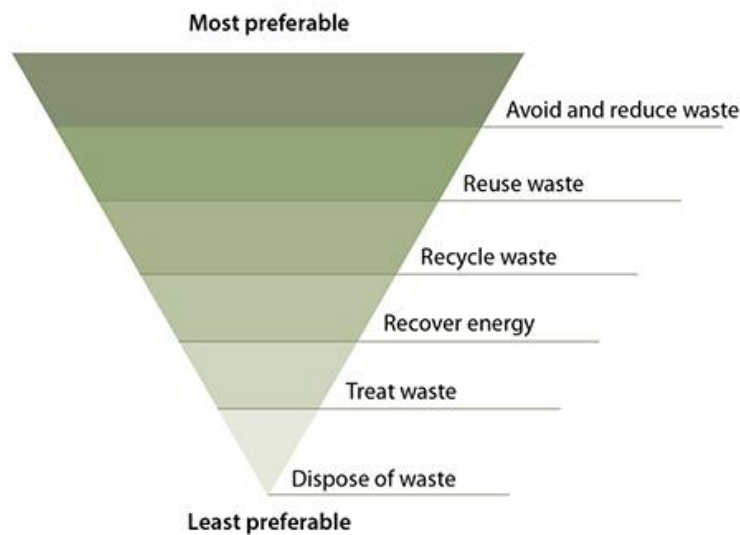 Most preferable
Avoid and reduce waste
Reuse waste
Recycle waste
Recover energy
Treat waste
Dispose of waste
Least preferable